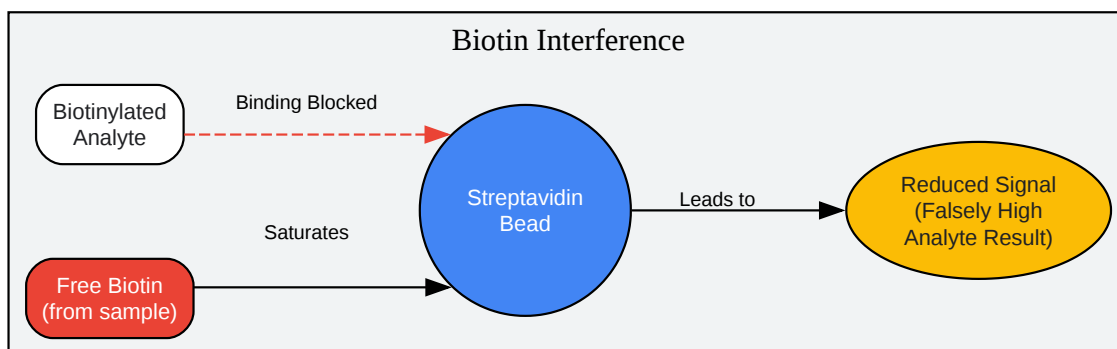 Biotin Interference
Biotinylated
Analyte
Binding Blocked
Streptavidin
Bead
Leads to
Reduced Signal
(Falsely High
Analyte Result)
Saturates
Free Biotin
(from sample)